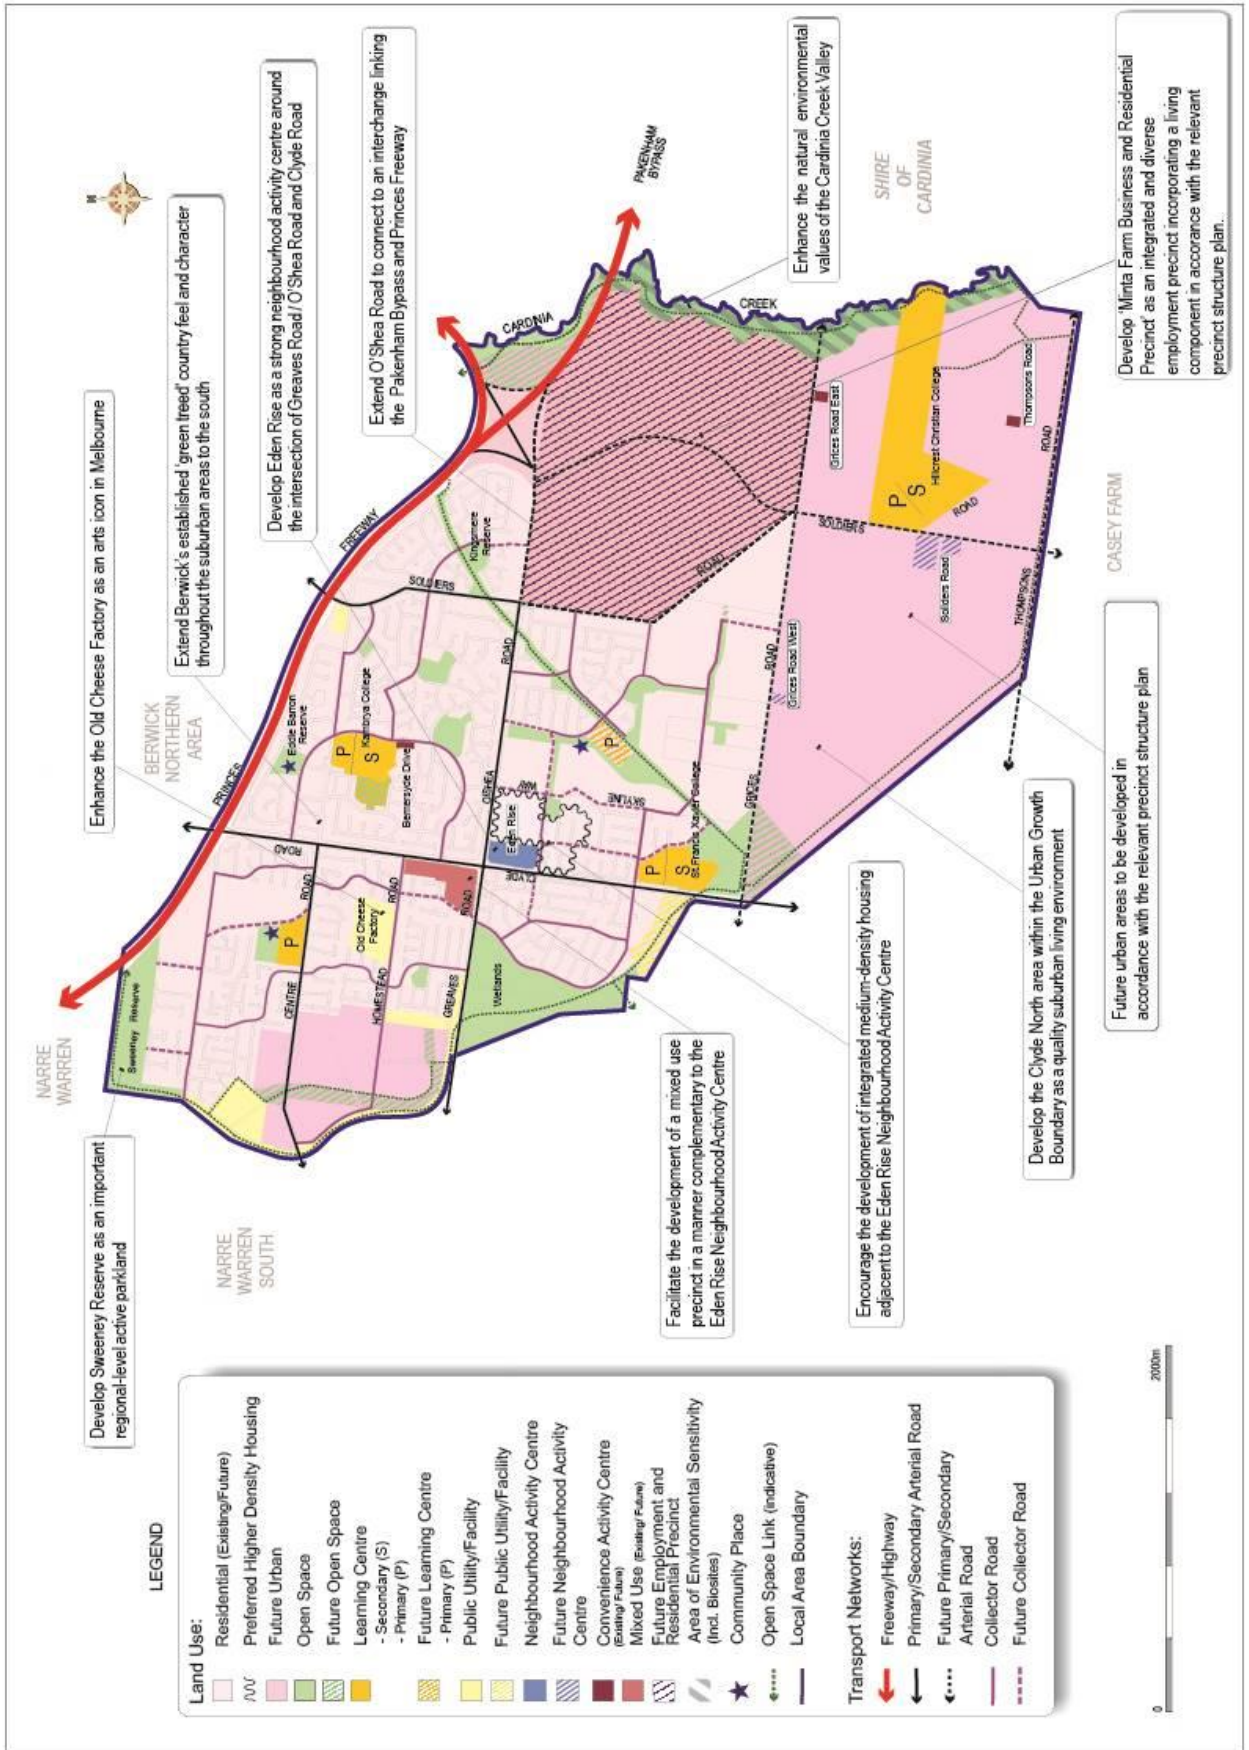 Enhance the Old Cheese Factory as an arts icon in Melbourne
Extend Berwick's established 'green treed' country feel and character
throughout the suburban areas to the south
Develop Eden Rise as a strong neighbourhood activity centre around
the intersection of Greaves Road / O'Shea Road and Clyde Road
Extend O'Shea Road to connect to an interchange linking
the Pakenham Bypass and Princes Freeway
Enhance the natural environmental
values of the Cardinia Creek Valley
Develop 'Minta Farm Business and Residential
Precinct' as an integrated and diverse
employment precinct incorporating a living
component in accorance with the relevant
precinct structure plan.
Develop Sweeney Reserve as an important
regional-level active parkland
Facilitate the development of a mixed use
precinct in a manner complementary to the
Eden Rise Neighbourhood Activity Centre
Encourage the development of integrated medium-density housing
adjacent to the Eden Rise Neighbourhood Activity Centre
Develop the Clyde North area within the Urban Growth
Boundary as a quality suburban living environment
Future urban areas to be developed in
accordance with the relevant precinct structure plan
N
NARRE
WARREN
BERWICK
NORTHERN
AREA
NARRE
WARREN
SOUTH
SHIRE
OF
CARDINIA
CASEY FARM
PAKENHAM
BYPASS
PRINCES
FREEWAY
CARDINIA
CREEK
Sweeney Reserve
Eddie Barron
Reserve
Kambrya College
P
S
Bemersyde Drive
Kingsmere
Reserve
SOLDIERS
ROAD
ROAD
CENTRE
ROAD
P
Old Cheese
Factory
HOMESTEAD
ROAD
GREAVES
ROAD
Wetlands
OSHEA
ROAD
Eden Rise
CLYDE
SKYLINE
WAY
P
P
S
St Francis Xavier College
GRICES
ROAD
Grices Road West
Grices Road East
SOLDIERS
ROAD
Soldiers Road
P
S
Hillcrest Christian College
Thompsons Road
THOMPSONS
ROAD
LEGEND
Land Use:
Residential (Existing/Future)
Preferred Higher Density Housing
Future Urban
Open Space
Future Open Space
Learning Centre
- Secondary (S)
- Primary (P)
Future Learning Centre
- Primary (P)
Public Utility/Facility
Future Public Utility/Facility
Neighbourhood Activity Centre
Future Neighbourhood Activity
Centre
Convenience Activity Centre
(Existing/ Future)
Mixed Use (Existing/ Future)
Future Employment and
Residential Precinct
Area of Environmental Sensitivity
(Incl. Biosites)
Community Place
Open Space Link (indicative)
Local Area Boundary
Transport Networks:
Freeway/Highway
Primary/Secondary Arterial Road
Future Primary/Secondary
Arterial Road
Collector Road
Future Collector Road
0
2000m